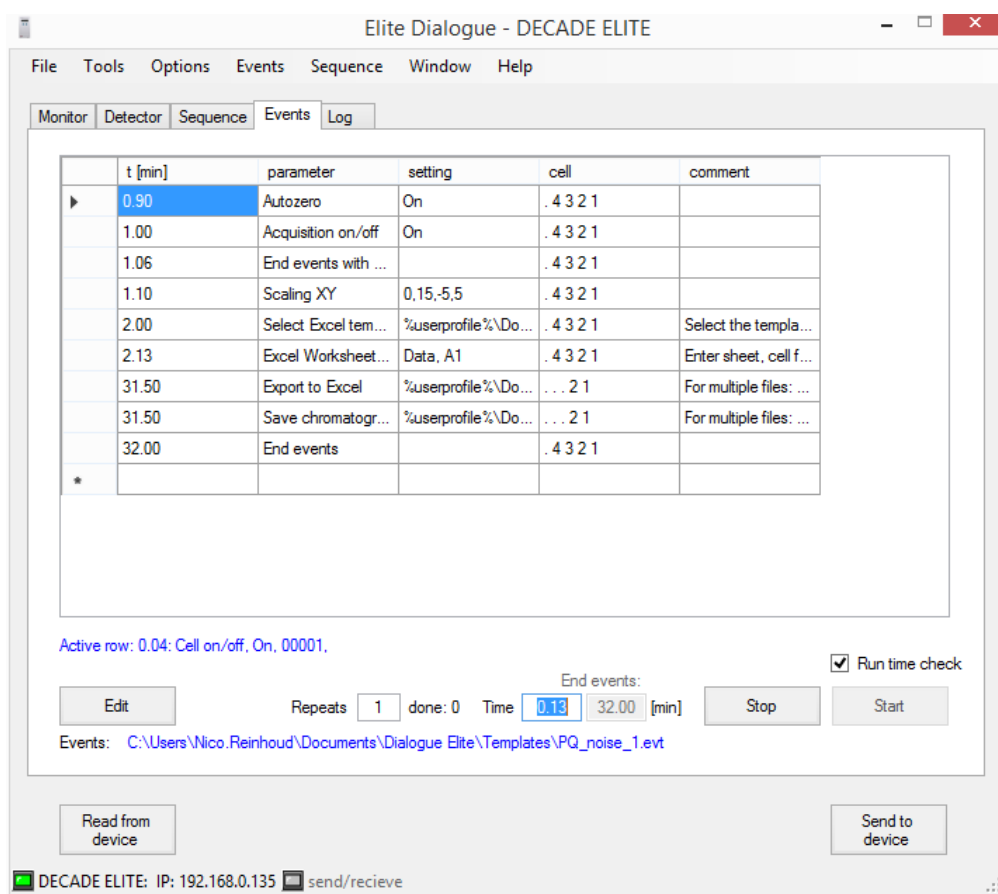 Elite Dialogue - DECADE ELITE
File Tools Options Events Sequence Window Help
Monitor Detector Sequence Events Log
t [min] parameter setting cell comment
0.90 Autozero On . 4 3 2 1
1.00 Acquisition on/off On . 4 3 2 1
1.06 End events with ... . 4 3 2 1
1.10 Scaling XY 0,15,-5,5 . 4 3 2 1
2.00 Select Excel tem... %userprofile%\Do... . 4 3 2 1 Select the templa...
2.13 Excel Worksheet... Data, A1 . 4 3 2 1 Enter sheet, cell f...
31.50 Export to Excel %userprofile%\Do... . . . 2 1 For multiple files: ...
31.50 Save chromatogr... %userprofile%\Do... . . . 2 1 For multiple files: ...
32.00 End events . 4 3 2 1
*
Active row: 0.04: Cell on/off, On, 00001,
Run time check
End events:
Edit Repeats 1 done: 0 Time 0.13 32.00 [min] Stop Start
Events: C:\Users\Nico.Reinhoud\Documents\Dialogue Elite\Templates\PQ_noise_1.evt
Read from
device
Send to
device
DECADE ELITE: IP: 192.168.0.135 send/recieve